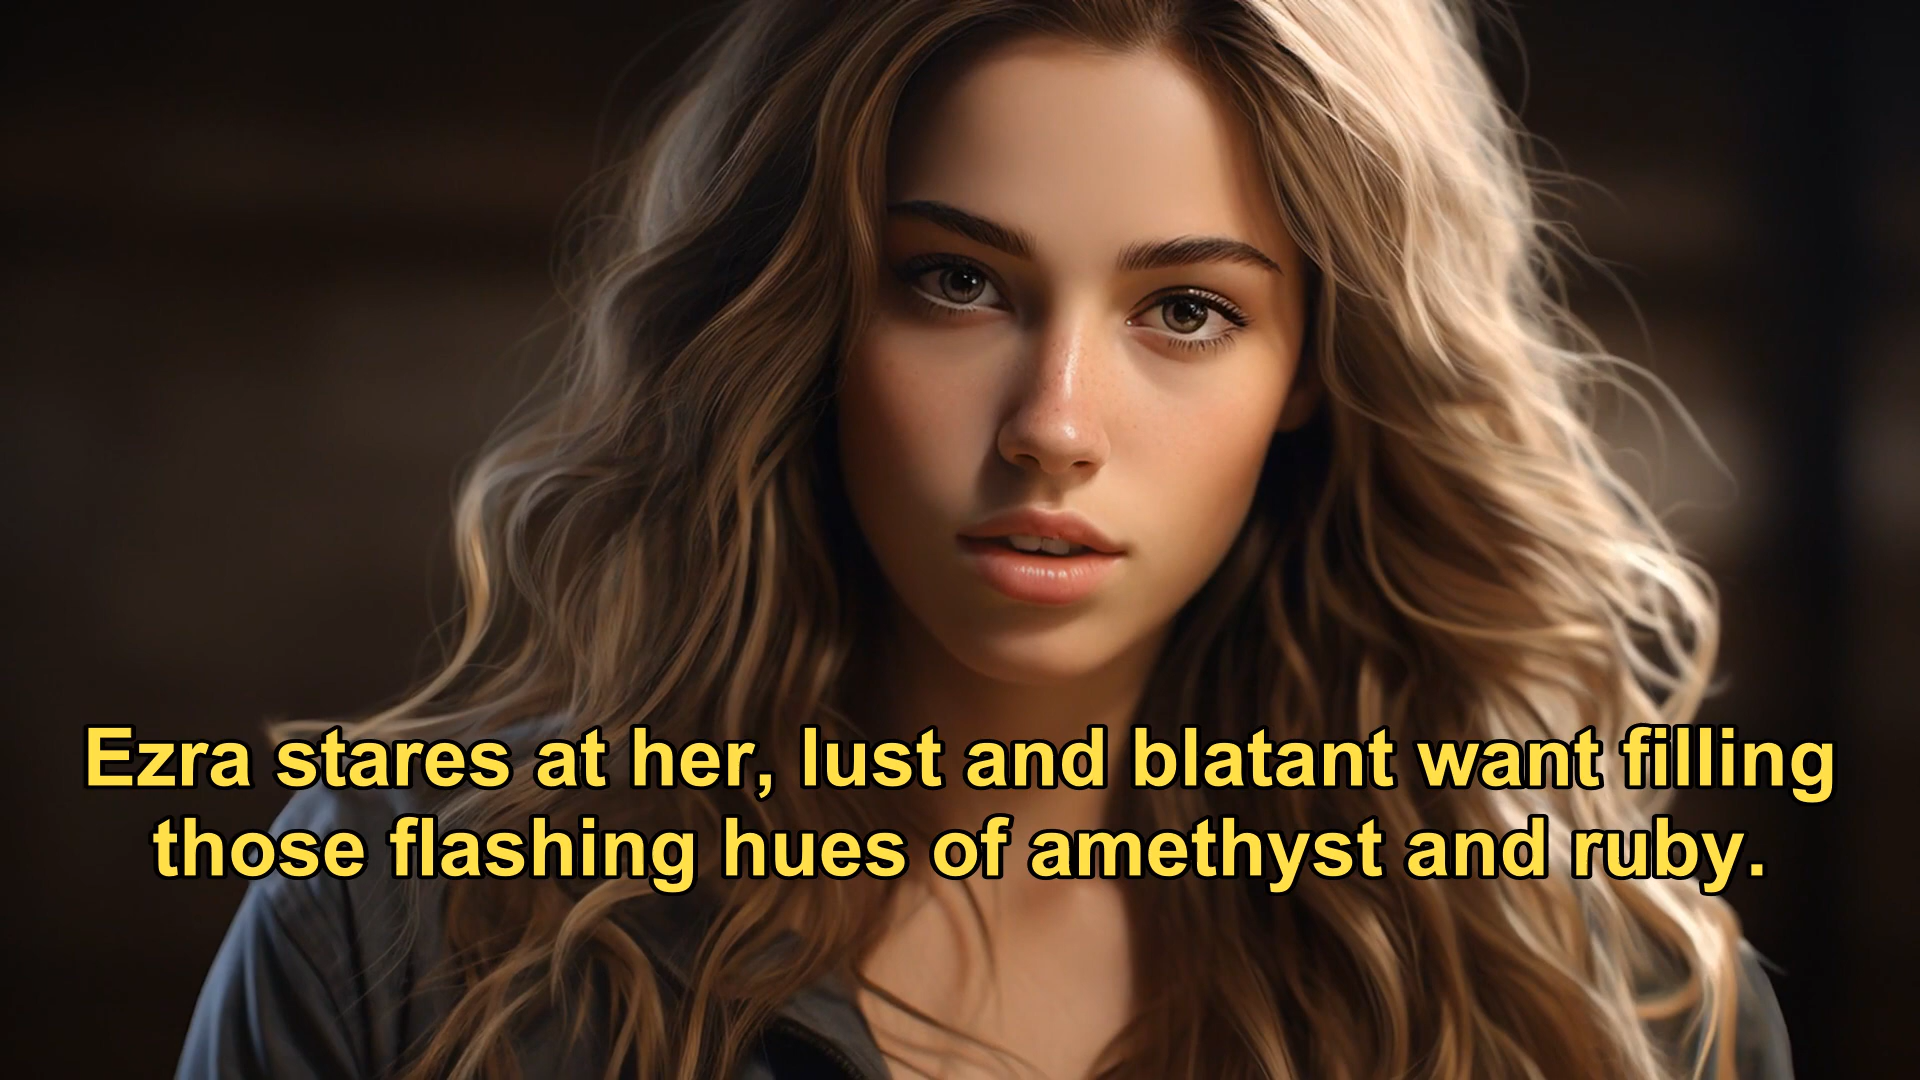 Ezra stares at her, lust and blatant want filling
those flashing hues of amethyst and ruby.